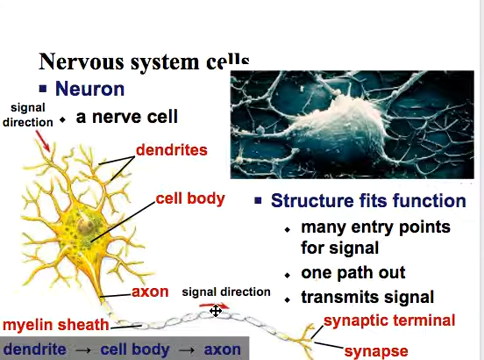 Nervous system cells
Neuron
signal
direction
a nerve cell
dendrites
cell body
Structure fits function
many entry points
for signal
one path out
transmits signal
axon
signal direction
myelin sheath
synaptic terminal
synapse
dendrite → cell body → axon